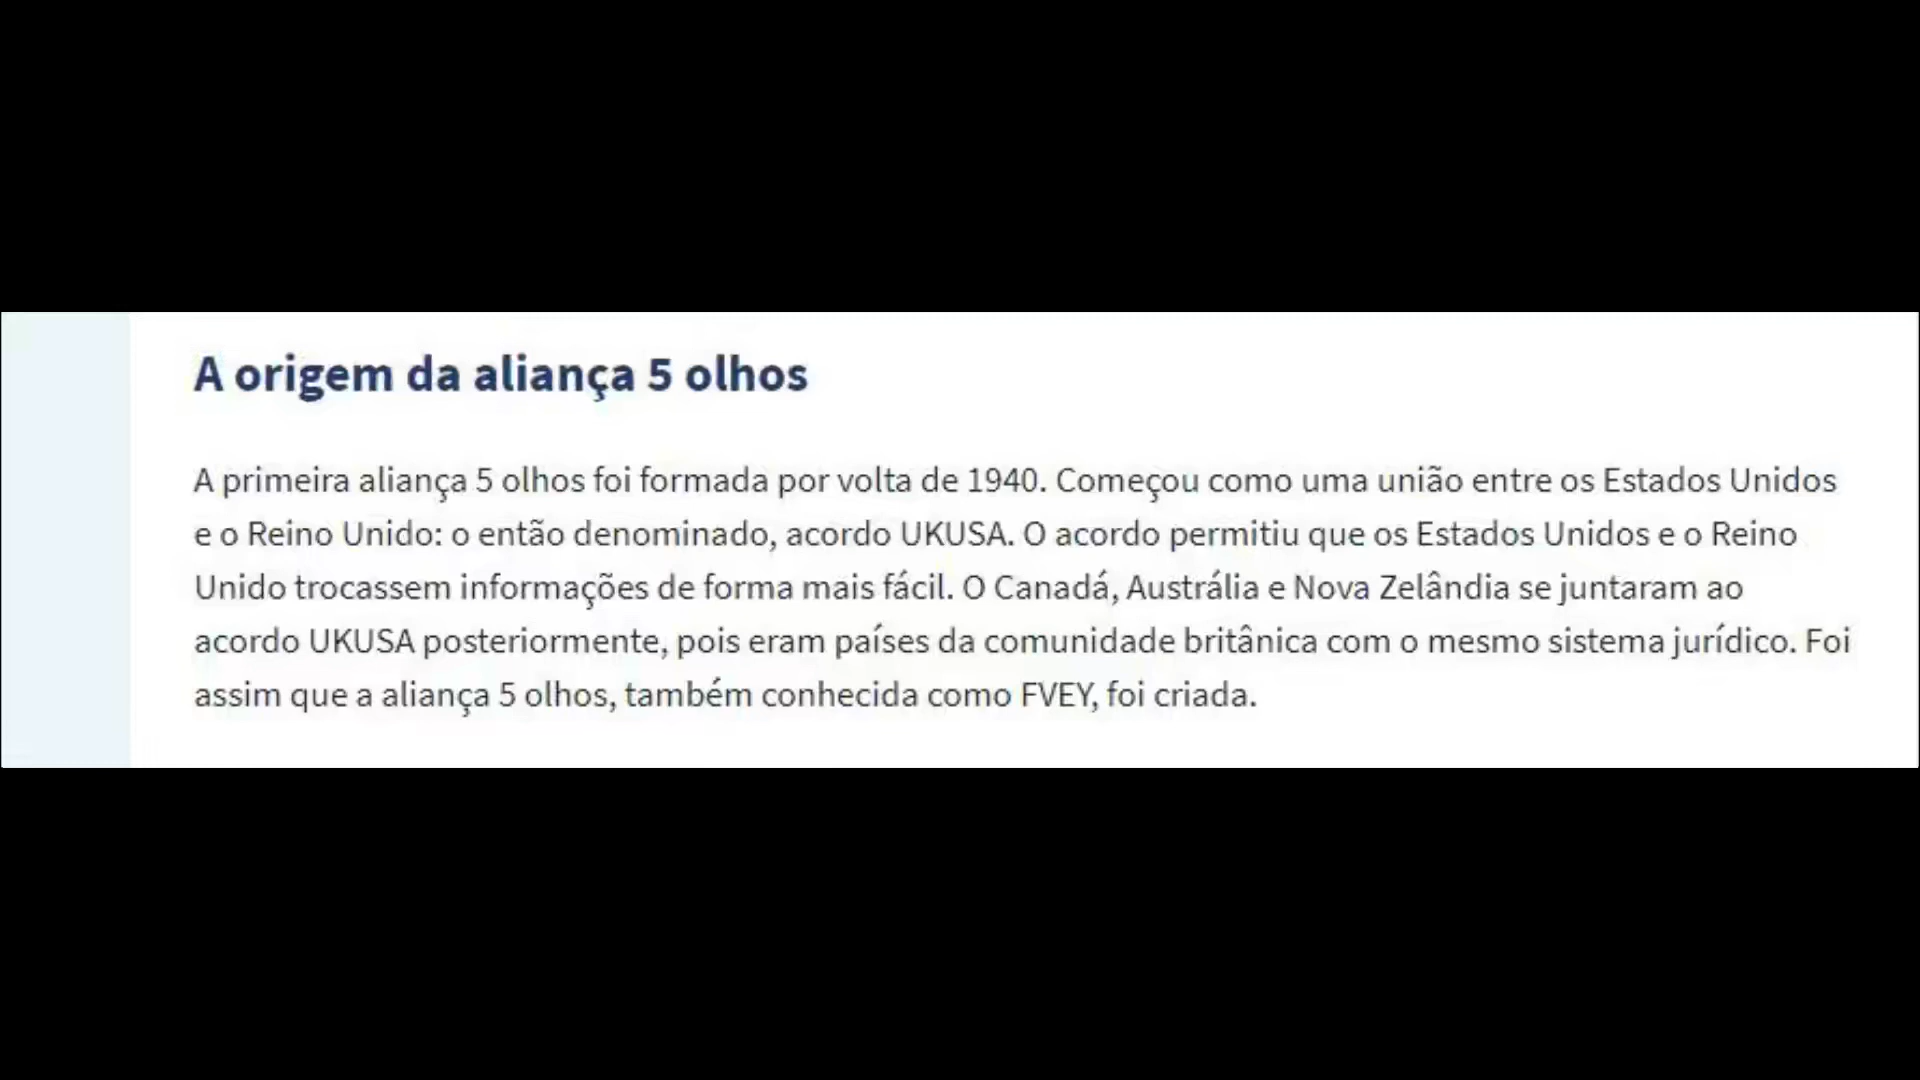 A origem da aliança 5 olhos
A primeira aliança 5 olhos foi formada por volta de 1940. Começou como uma união entre os Estados Unidos
e o Reino Unido: o então denominado, acordo UKUSA. O acordo permitiu que os Estados Unidos e o Reino
Unido trocassem informações de forma mais fácil. O Canadá, Austrália e Nova Zelândia se juntaram ao
acordo UKUSA posteriormente, pois eram países da comunidade britânica com o mesmo sistema jurídico. Foi
assim que a aliança 5 olhos, também conhecida como FVEY, foi criada.